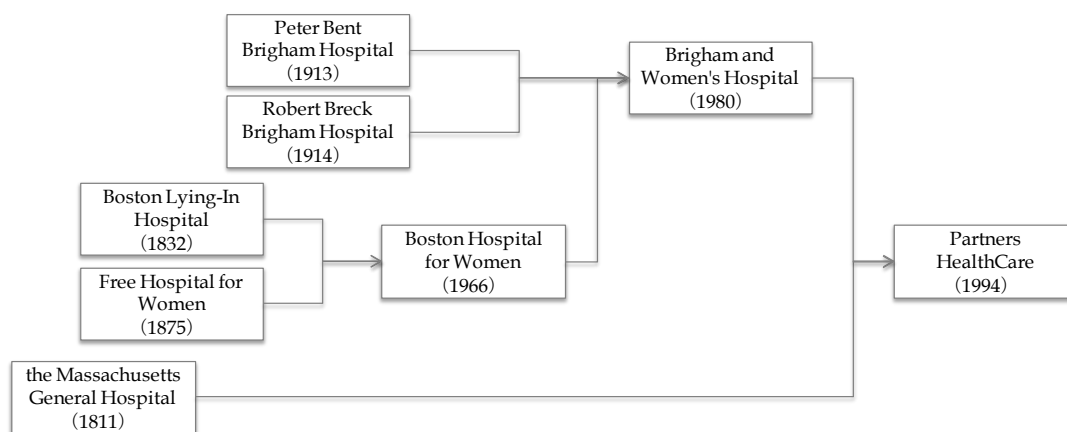 Peter Bent
Brigham Hospital
(1913)
Robert Breck
Brigham Hospital
(1914)
Brigham and
Women's Hospital
(1980)
Boston Lying-In
Hospital
(1832)
Free Hospital for
Women
(1875)
Boston Hospital
for Women
(1966)
Partners
HealthCare
(1994)
the Massachusetts
General Hospital
(1811)